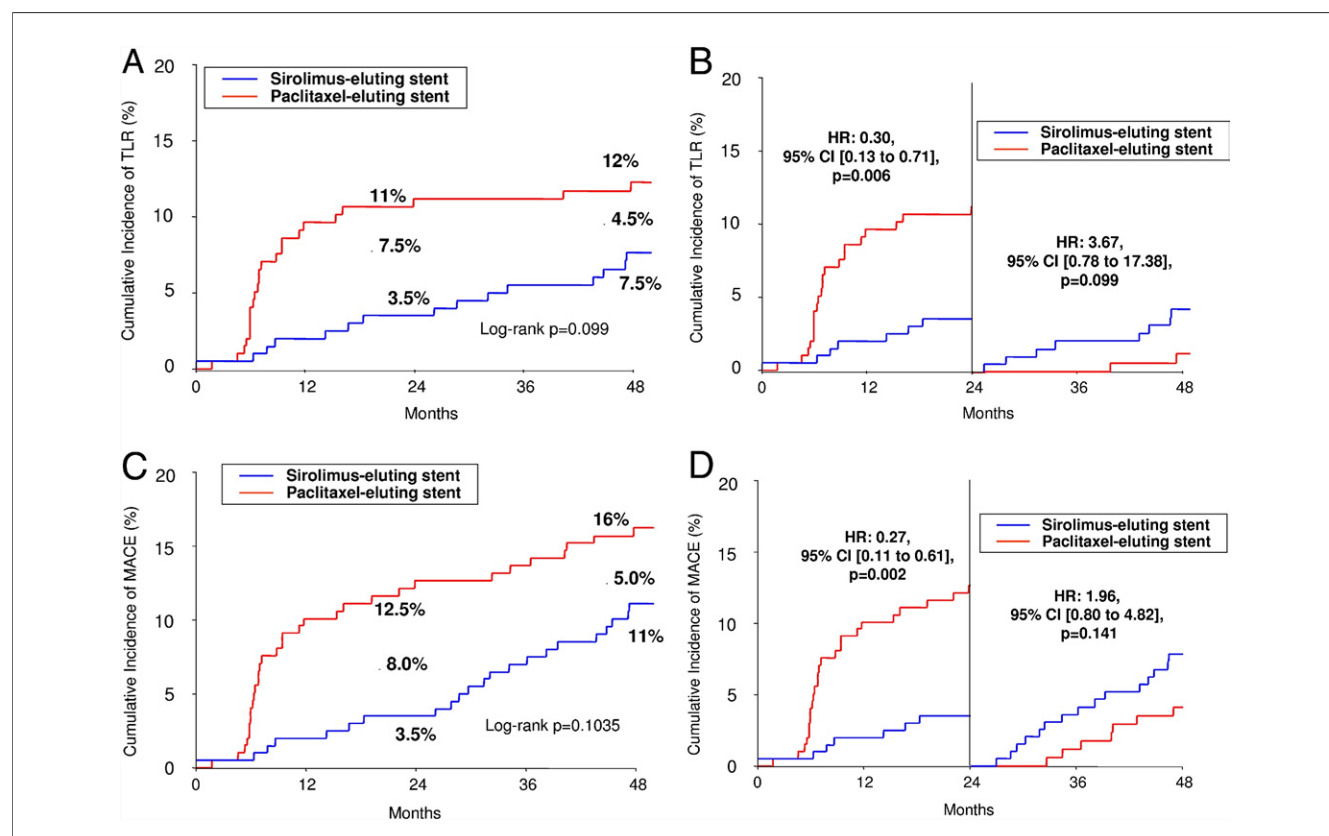 A
Sirolimus-eluting stent
Paclitaxel-eluting stent
Cumulative Incidence of TLR (%)
20
15
10
5
0
11%
12%
7.5%
4.5%
3.5%
7.5%
Log-rank p=0.099
0 12 24 36 48
Months
B
Cumulative Incidence of TLR (%)
20
15
10
5
0
HR: 0.30,
95% CI [0.13 to 0.71],
p=0.006
Sirolimus-eluting stent
Paclitaxel-eluting stent
HR: 3.67,
95% CI [0.78 to 17.38],
p=0.099
0 12 24 36 48
Months
C
Sirolimus-eluting stent
Paclitaxel-eluting stent
Cumulative Incidence of MACE (%)
20
15
10
5
0
16%
5.0%
12.5%
11%
8.0%
3.5%
Log-rank p=0.1035
0 12 24 36 48
Months
D
Cumulative Incidence of MACE (%)
20
15
10
5
0
HR: 0.27,
95% CI [0.11 to 0.61],
p=0.002
Sirolimus-eluting stent
Paclitaxel-eluting stent
HR: 1.96,
95% CI [0.80 to 4.82],
p=0.141
0 12 24 36 48
Months